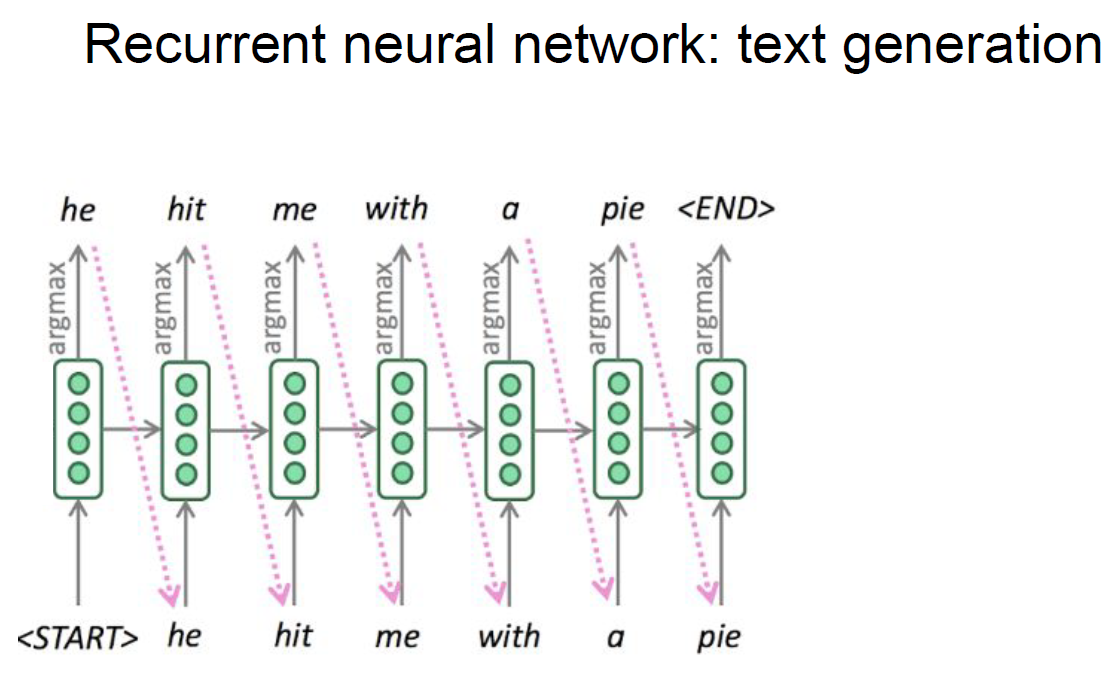 Recurrent neural network: text generation
he hit me with a pie <END>
argmax argmax argmax argmax argmax argmax argmax
<START> he hit me with a pie